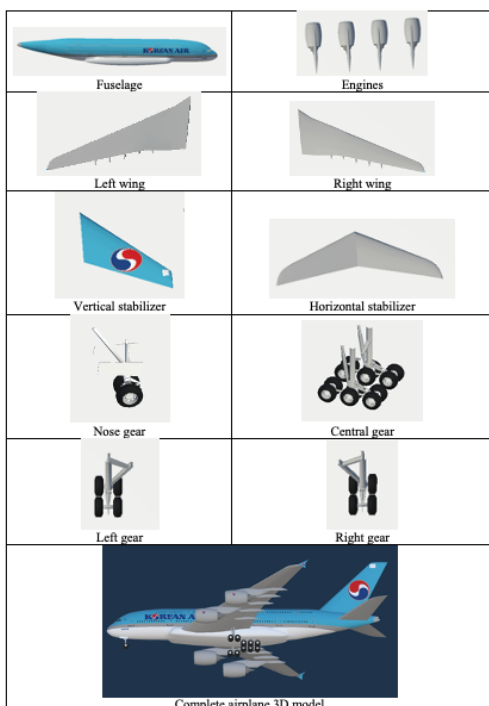 KOREAN AIR
Fuselage
Engines
Left wing
Right wing
Vertical stabilizer
Horizontal stabilizer
Nose gear
Central gear
Left gear
Right gear
KOREAN A
Complete airplane 3D model